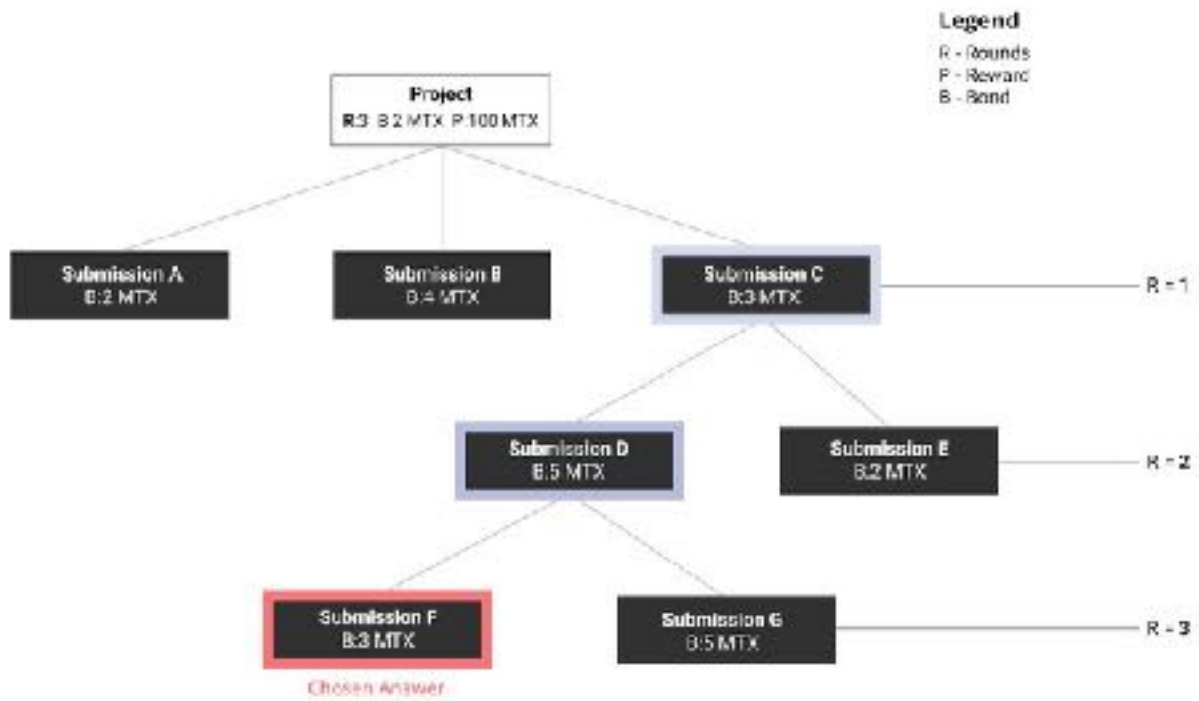 Legend
R - Rounds
P - Reward
B - Bond
Project
R:3 B:2 MTX P:100 MTX
Submission A
B:2 MTX
Submission B
B:4 MTX
Submission C
B:3 MTX
R = 1
Submission D
B:5 MTX
Submission E
B:2 MTX
R = 2
Submission F
B:3 MTX
Submission G
B:5 MTX
R = 3
Chosen Answer